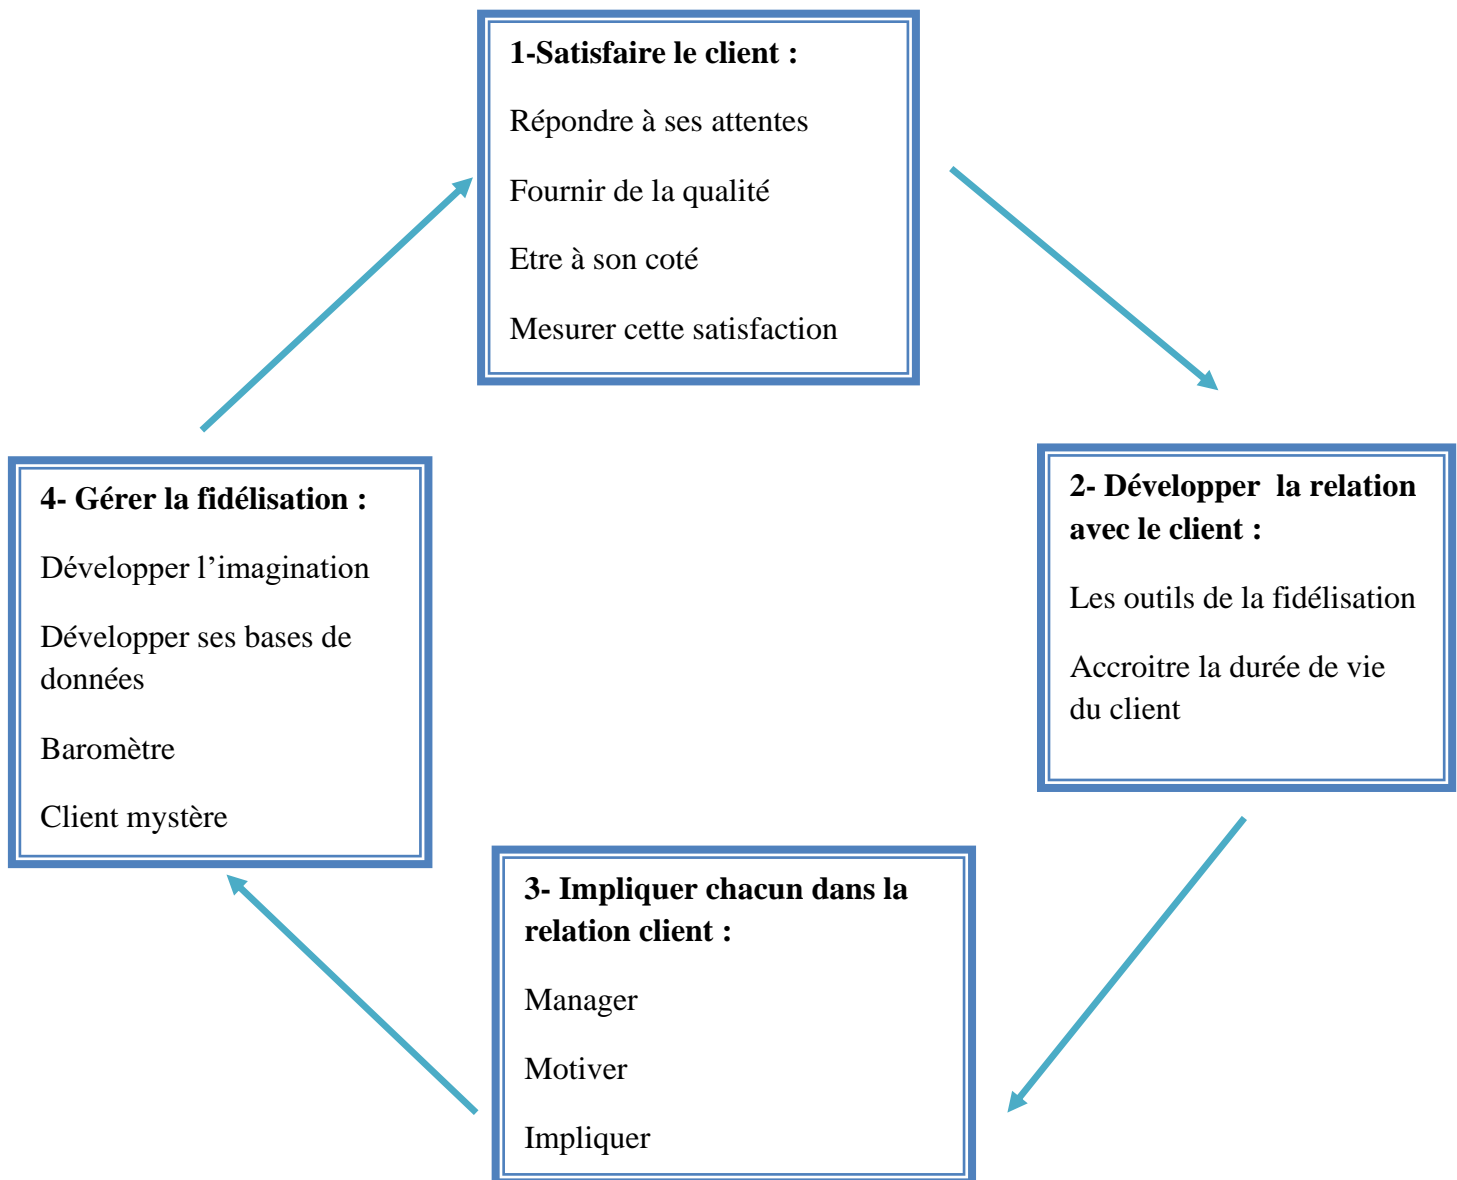 1-Satisfaire le client :
Répondre à ses attentes
Fournir de la qualité
Etre à son coté
Mesurer cette satisfaction
2- Développer  la relation
avec le client :
Les outils de la fidélisation
Accroitre la durée de vie
du client
3- Impliquer chacun dans la
relation client :
Manager
Motiver
Impliquer
4- Gérer la fidélisation :
Développer l’imagination
Développer ses bases de
données
Baromètre
Client mystère